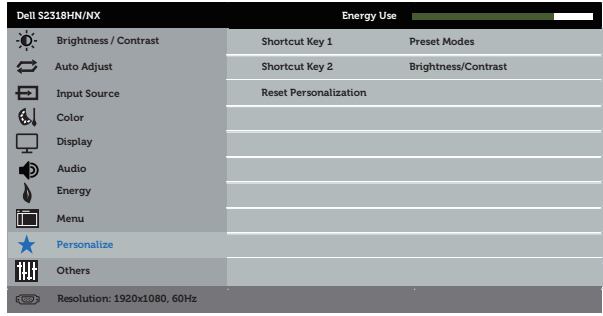 Dell S2318HN/NX Energy Use
Brightness / Contrast Shortcut Key 1 Preset Modes
Auto Adjust Shortcut Key 2 Brightness/Contrast
Input Source Reset Personalization
Color
Display
Audio
Energy
Menu
Personalize
Others
Resolution: 1920x1080, 60Hz